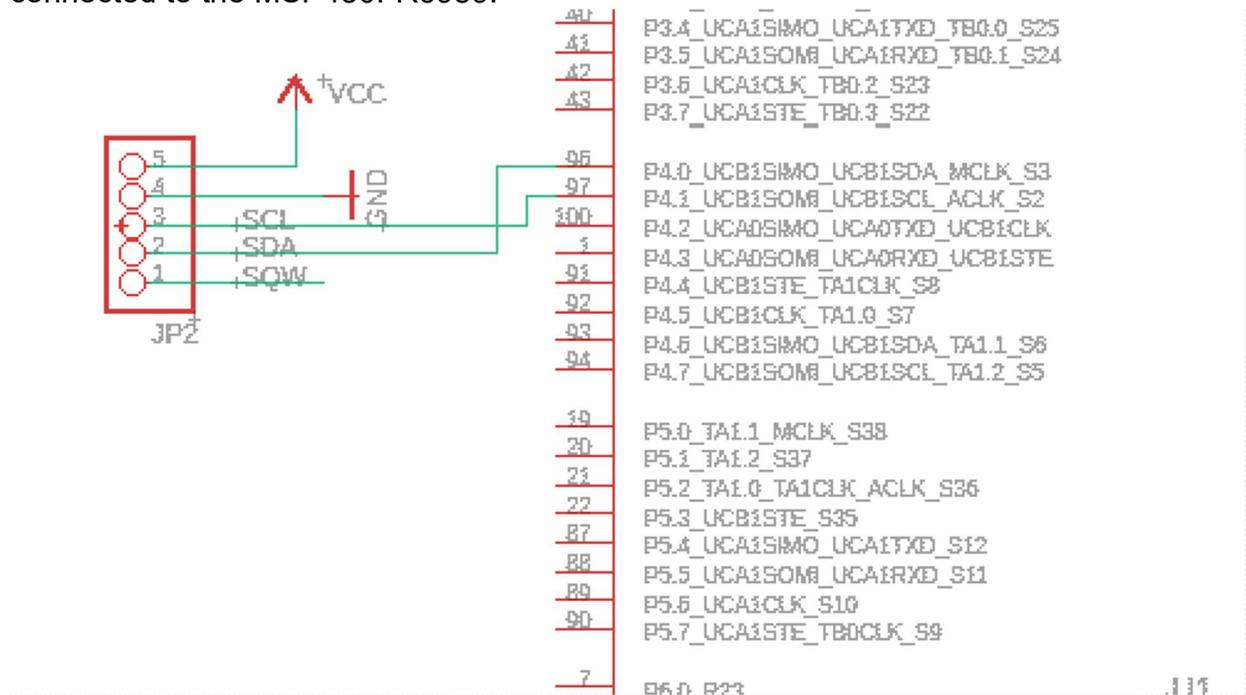 +VCC
5
4
GND
3
+SCL
2
+SDA
1
+SQW
JP2
40
41
42
43
96
97
100
1
91
92
93
94
19
20
21
22
87
88
89
90
7
P3.4_UCA1SIMO_UCA1TXD_TB0.0_S25
P3.5_UCA1SOMI_UCA1RXD_TB0.1_S24
P3.6_UCA1CLK_TB0.2_S23
P3.7_UCA1STE_TB0.3_S22
P4.0_UCB1SIMO_UCB1SDA_MCLK_S3
P4.1_UCB1SOMI_UCB1SCL_ACLK_S2
P4.2_UCA0SIMO_UCA0TXD_UCB1CLK
P4.3_UCA0SOMI_UCA0RXD_UCB1STE
P4.4_UCB1STE_TA1CLK_S8
P4.5_UCB1CLK_TA1.0_S7
P4.6_UCB1SIMO_UCB1SDA_TA1.1_S6
P4.7_UCB1SOMI_UCB1SCL_TA1.2_S5
P5.0_TA1.1_MCLK_S38
P5.1_TA1.2_S37
P5.2_TA1.0_TA1CLK_ACLK_S36
P5.3_UCB1STE_S35
P5.4_UCA1SIMO_UCA1TXD_S12
P5.5_UCA1SOMI_UCA1RXD_S11
P5.6_UCA1CLK_S10
P5.7_UCA1STE_TB0CLK_S9
P6.0_R23